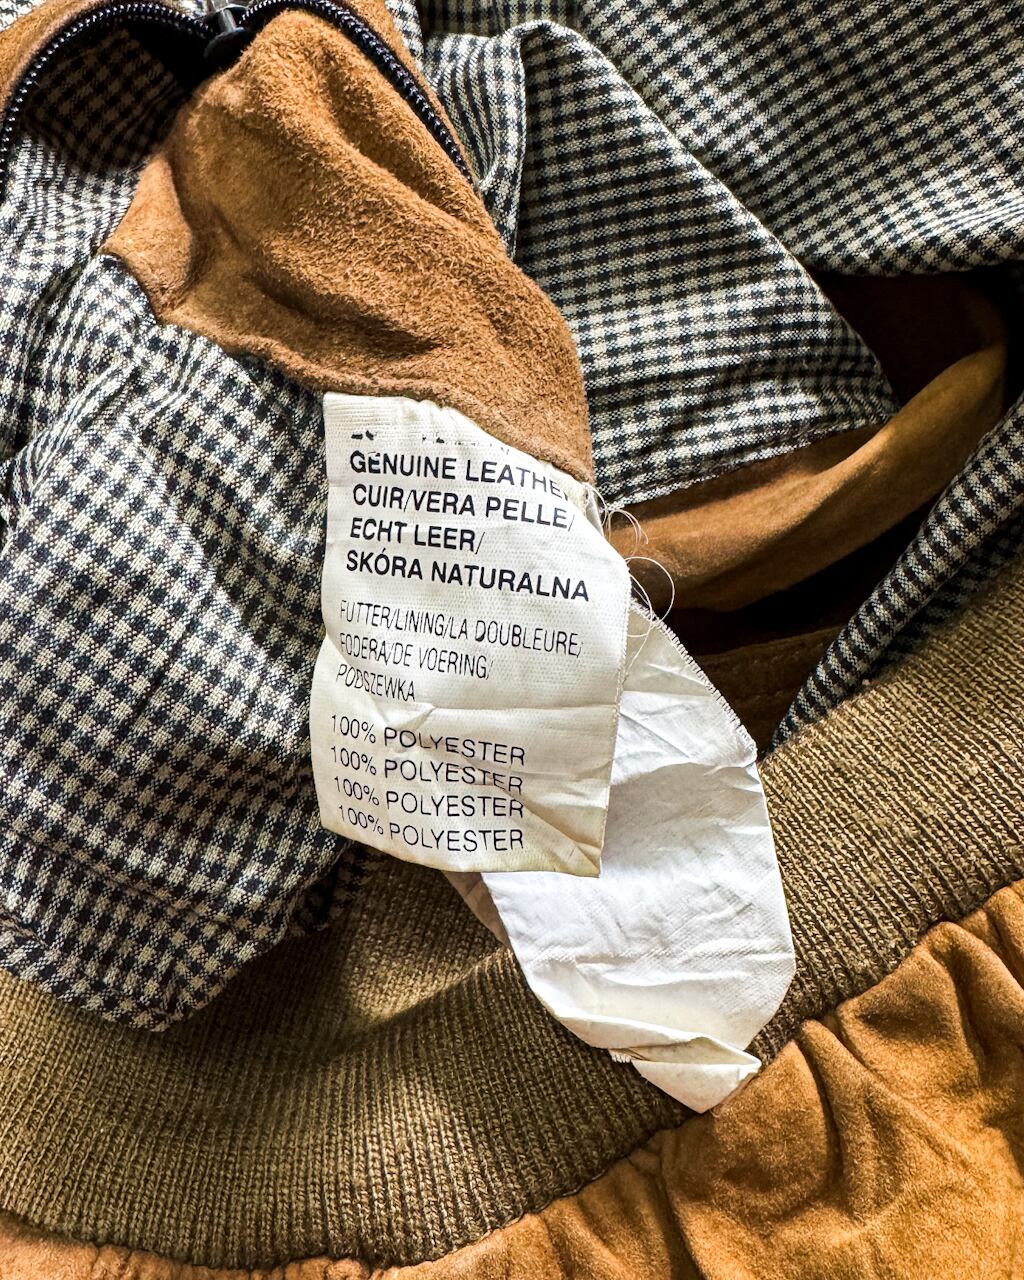 GENUINE LEATHE
CUIR/VERA PELLE/
ECHT LEER/
SKÓRA NATURALNA
FUTTER/LINING/LA DOUBLEURE/
FODERA/DE VOERING/
PODSZEWKA
100% POLYESTER
100% POLYESTER
100% POLYESTER
100% POLYESTER